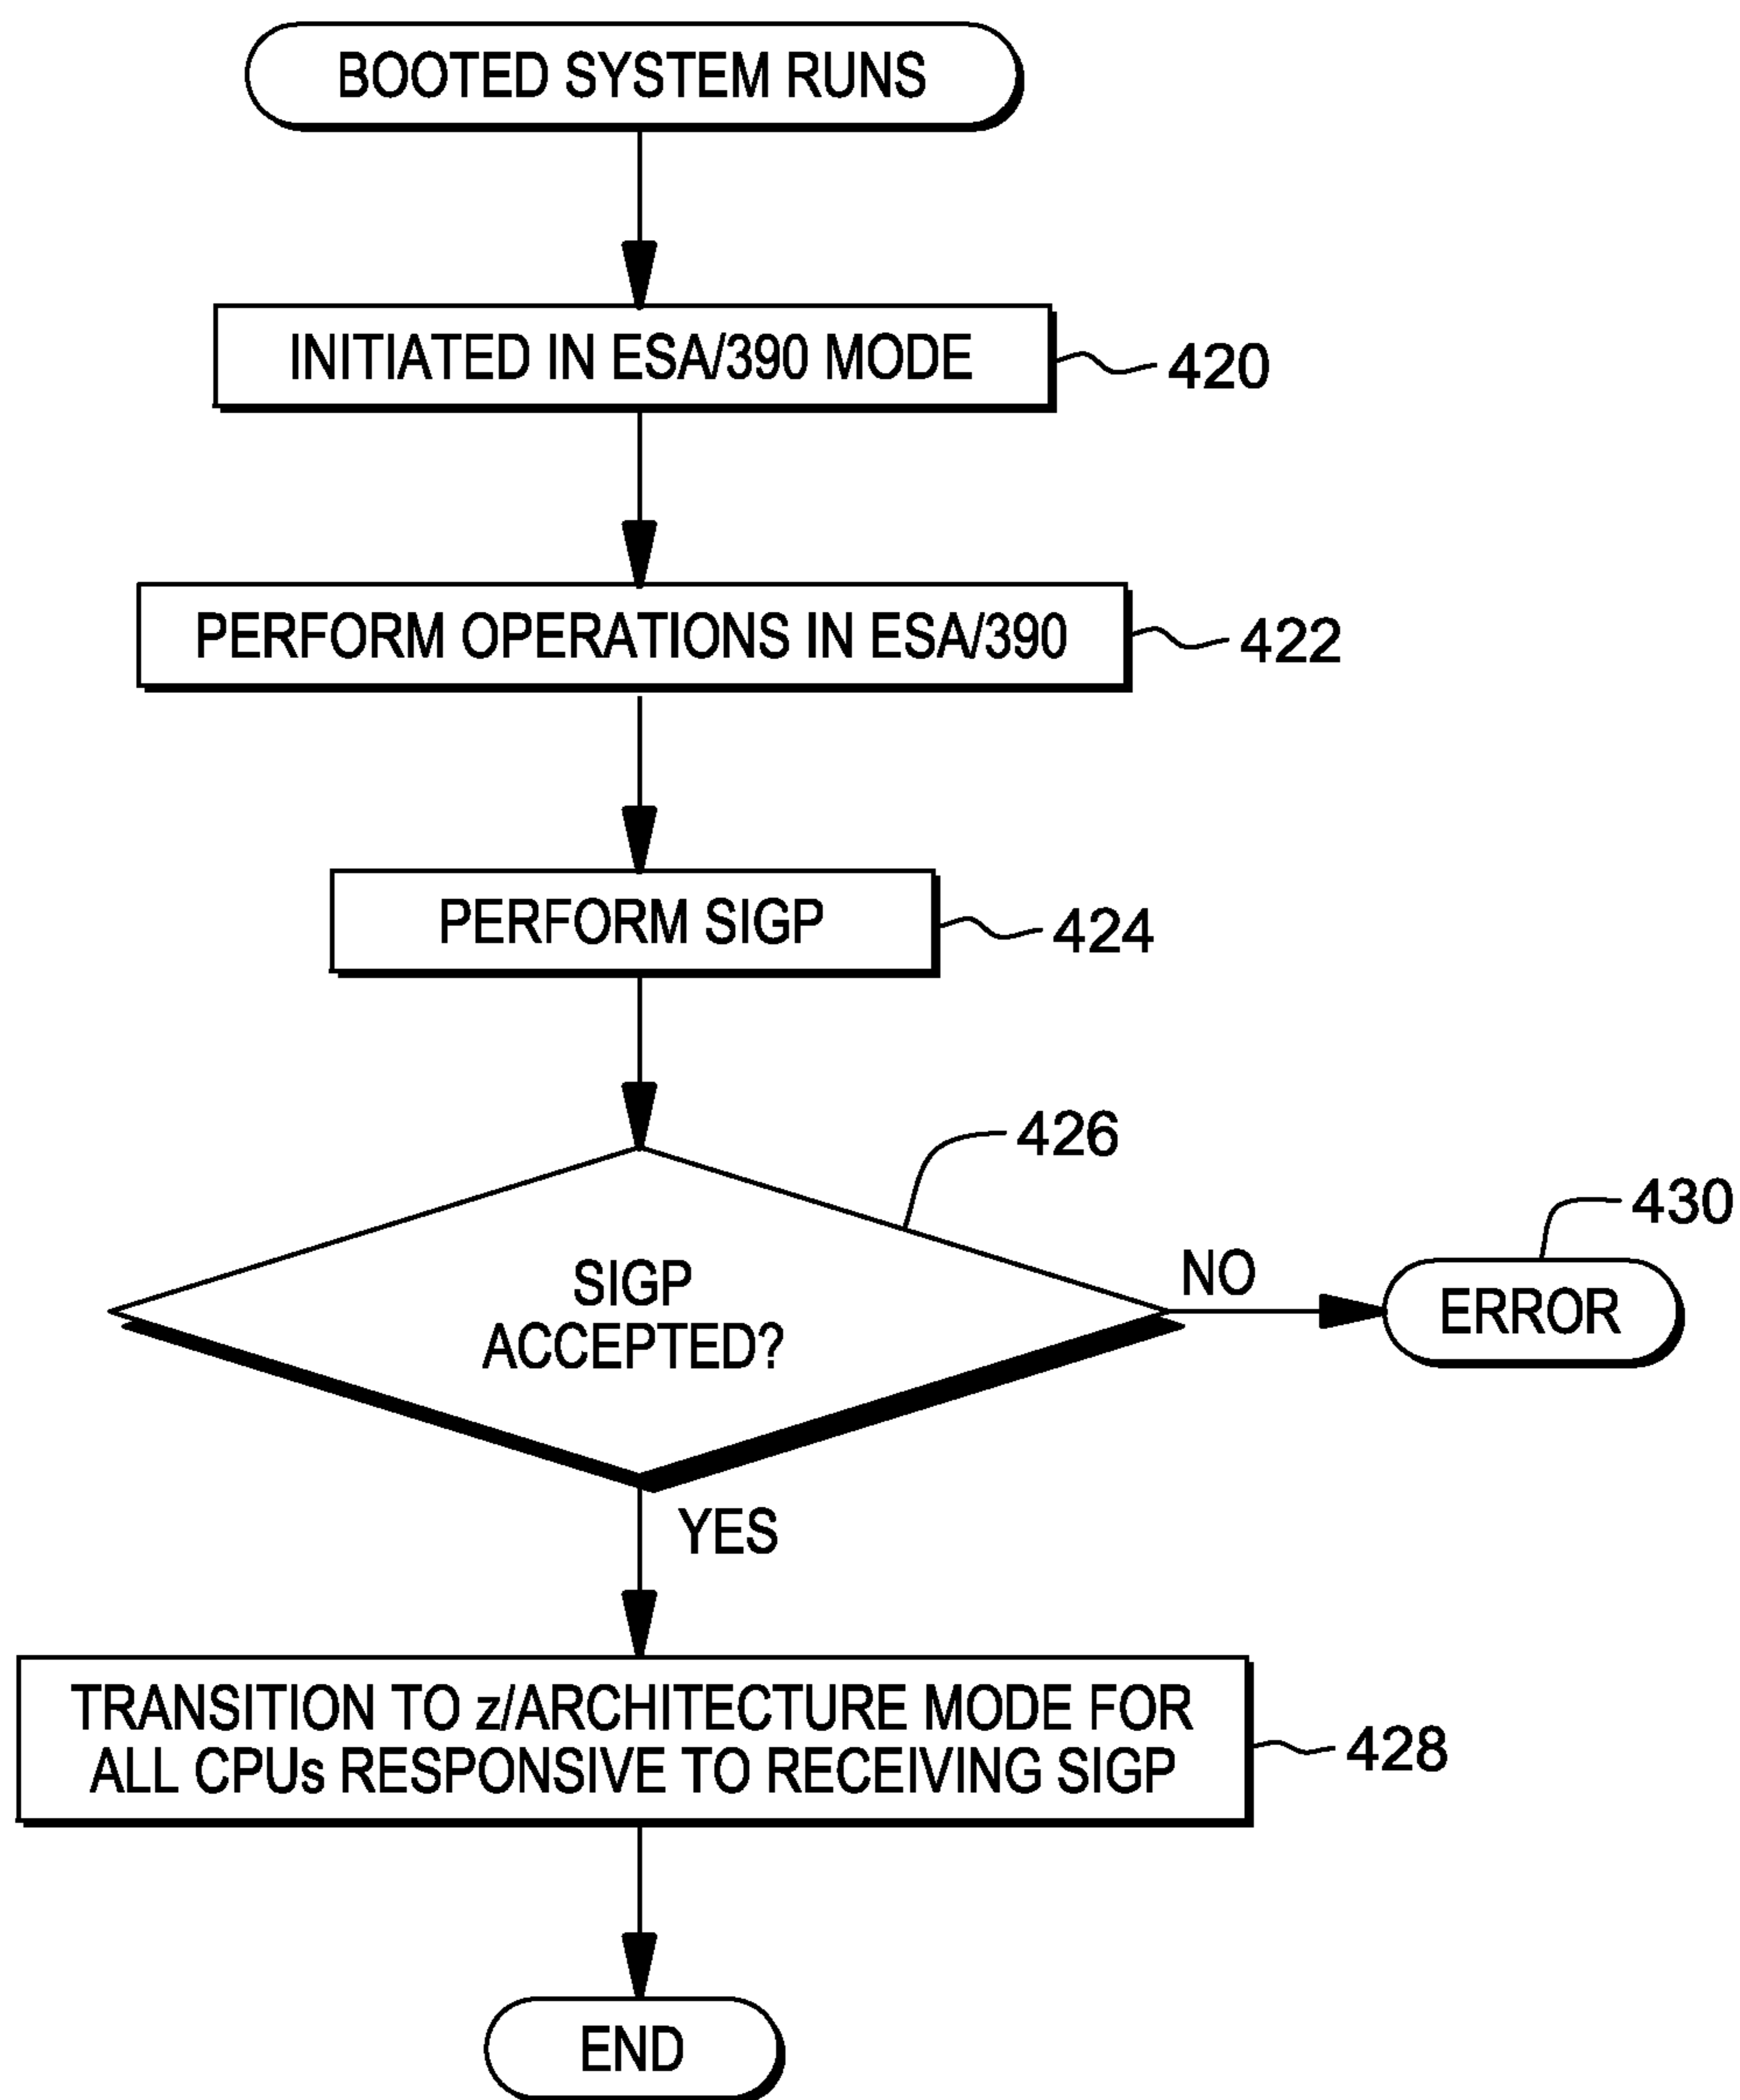 BOOTED SYSTEM RUNS
INITIATED IN ESA/390 MODE
420
PERFORM OPERATIONS IN ESA/390
422
PERFORM SIGP
424
426
SIGP
ACCEPTED?
NO
430
ERROR
YES
TRANSITION TO z/ARCHITECTURE MODE FOR
ALL CPUs RESPONSIVE TO RECEIVING SIGP
428
END